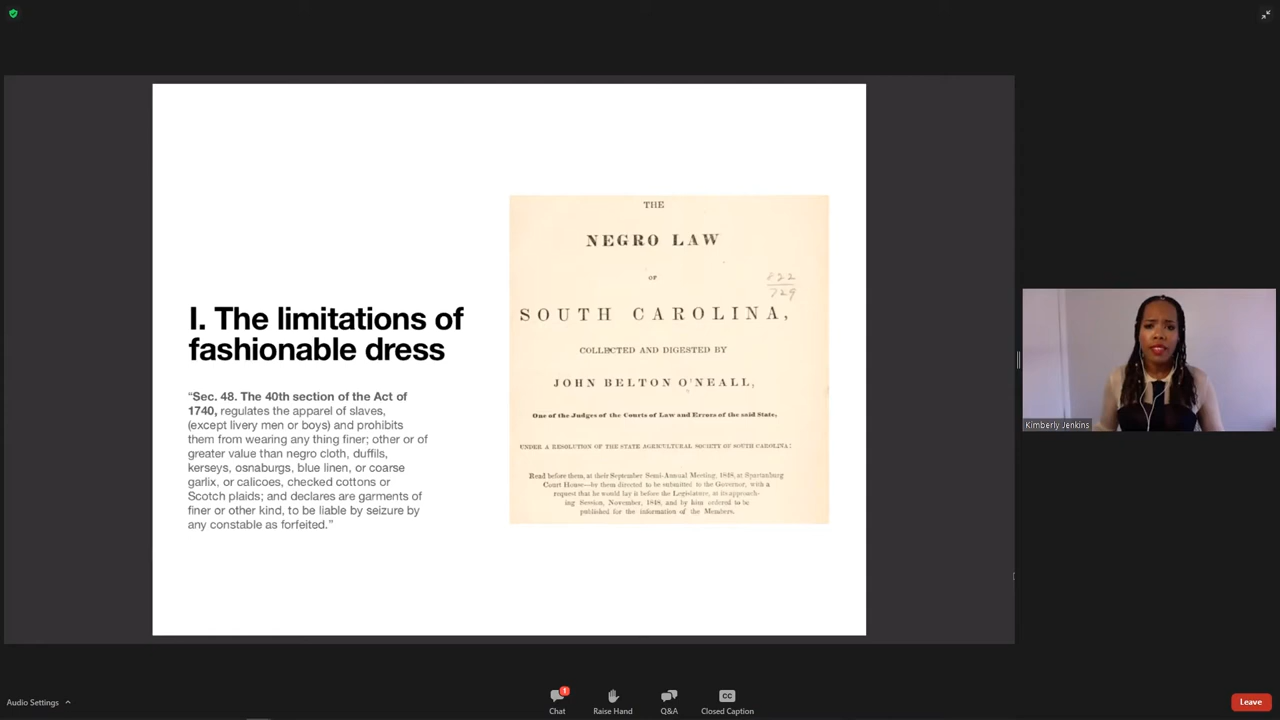 I. The limitations of
fashionable dress
“Sec. 48. The 40th section of the Act of
1740, regulates the apparel of slaves,
(except livery men or boys) and prohibits
them from wearing any thing finer; other or of
greater value than negro cloth, duffils,
kerseys, osnaburgs, blue linen, or coarse
garlix, or calicoes, checked cottons or
Scotch plaids; and declares are garments of
finer or other kind, to be liable by seizure by
any constable as forfeited.”
THE
NEGRO LAW
OF
822
729
SOUTH CAROLINA,
COLLECTED AND DIGESTED BY
JOHN BELTON O'NEALL,
One of the Judges of the Courts of Law and Errors of the said State,
UNDER A RESOLUTION OF THE STATE AGRICULTURAL SOCIETY OF SOUTH CAROLINA:
Read before them, at their September Semi-Annual Meeting, 1848, at Spartanburg
Court House—by them directed to be submitted to the Governor, with a
request that he would lay it before the Legislature, at its approach-
ing Session, November, 1848, and by him ordered to be
published for the information of the Members.
Kimberly Jenkins
Audio Settings
1
Chat
Raise Hand
Q&A
CC
Closed Caption
Leave